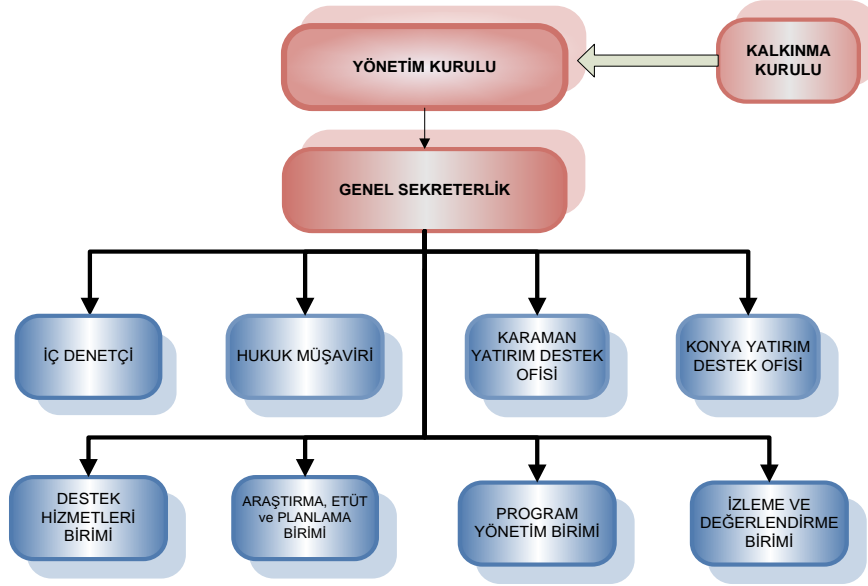 YÖNETİM KURULU
KALKINMA
KURULU
GENEL SEKRETERLİK
İÇ DENETÇİ
HUKUK MÜŞAVİRİ
KARAMAN
YATIRIM DESTEK
OFİSİ
KONYA YATIRIM
DESTEK OFİSİ
DESTEK
HİZMETLERİ
BİRİMİ
ARAŞTIRMA, ETÜT
ve PLANLAMA
BİRİMİ
PROGRAM
YÖNETİM BİRİMİ
İZLEME VE
DEĞERLENDİRME
BİRİMİ